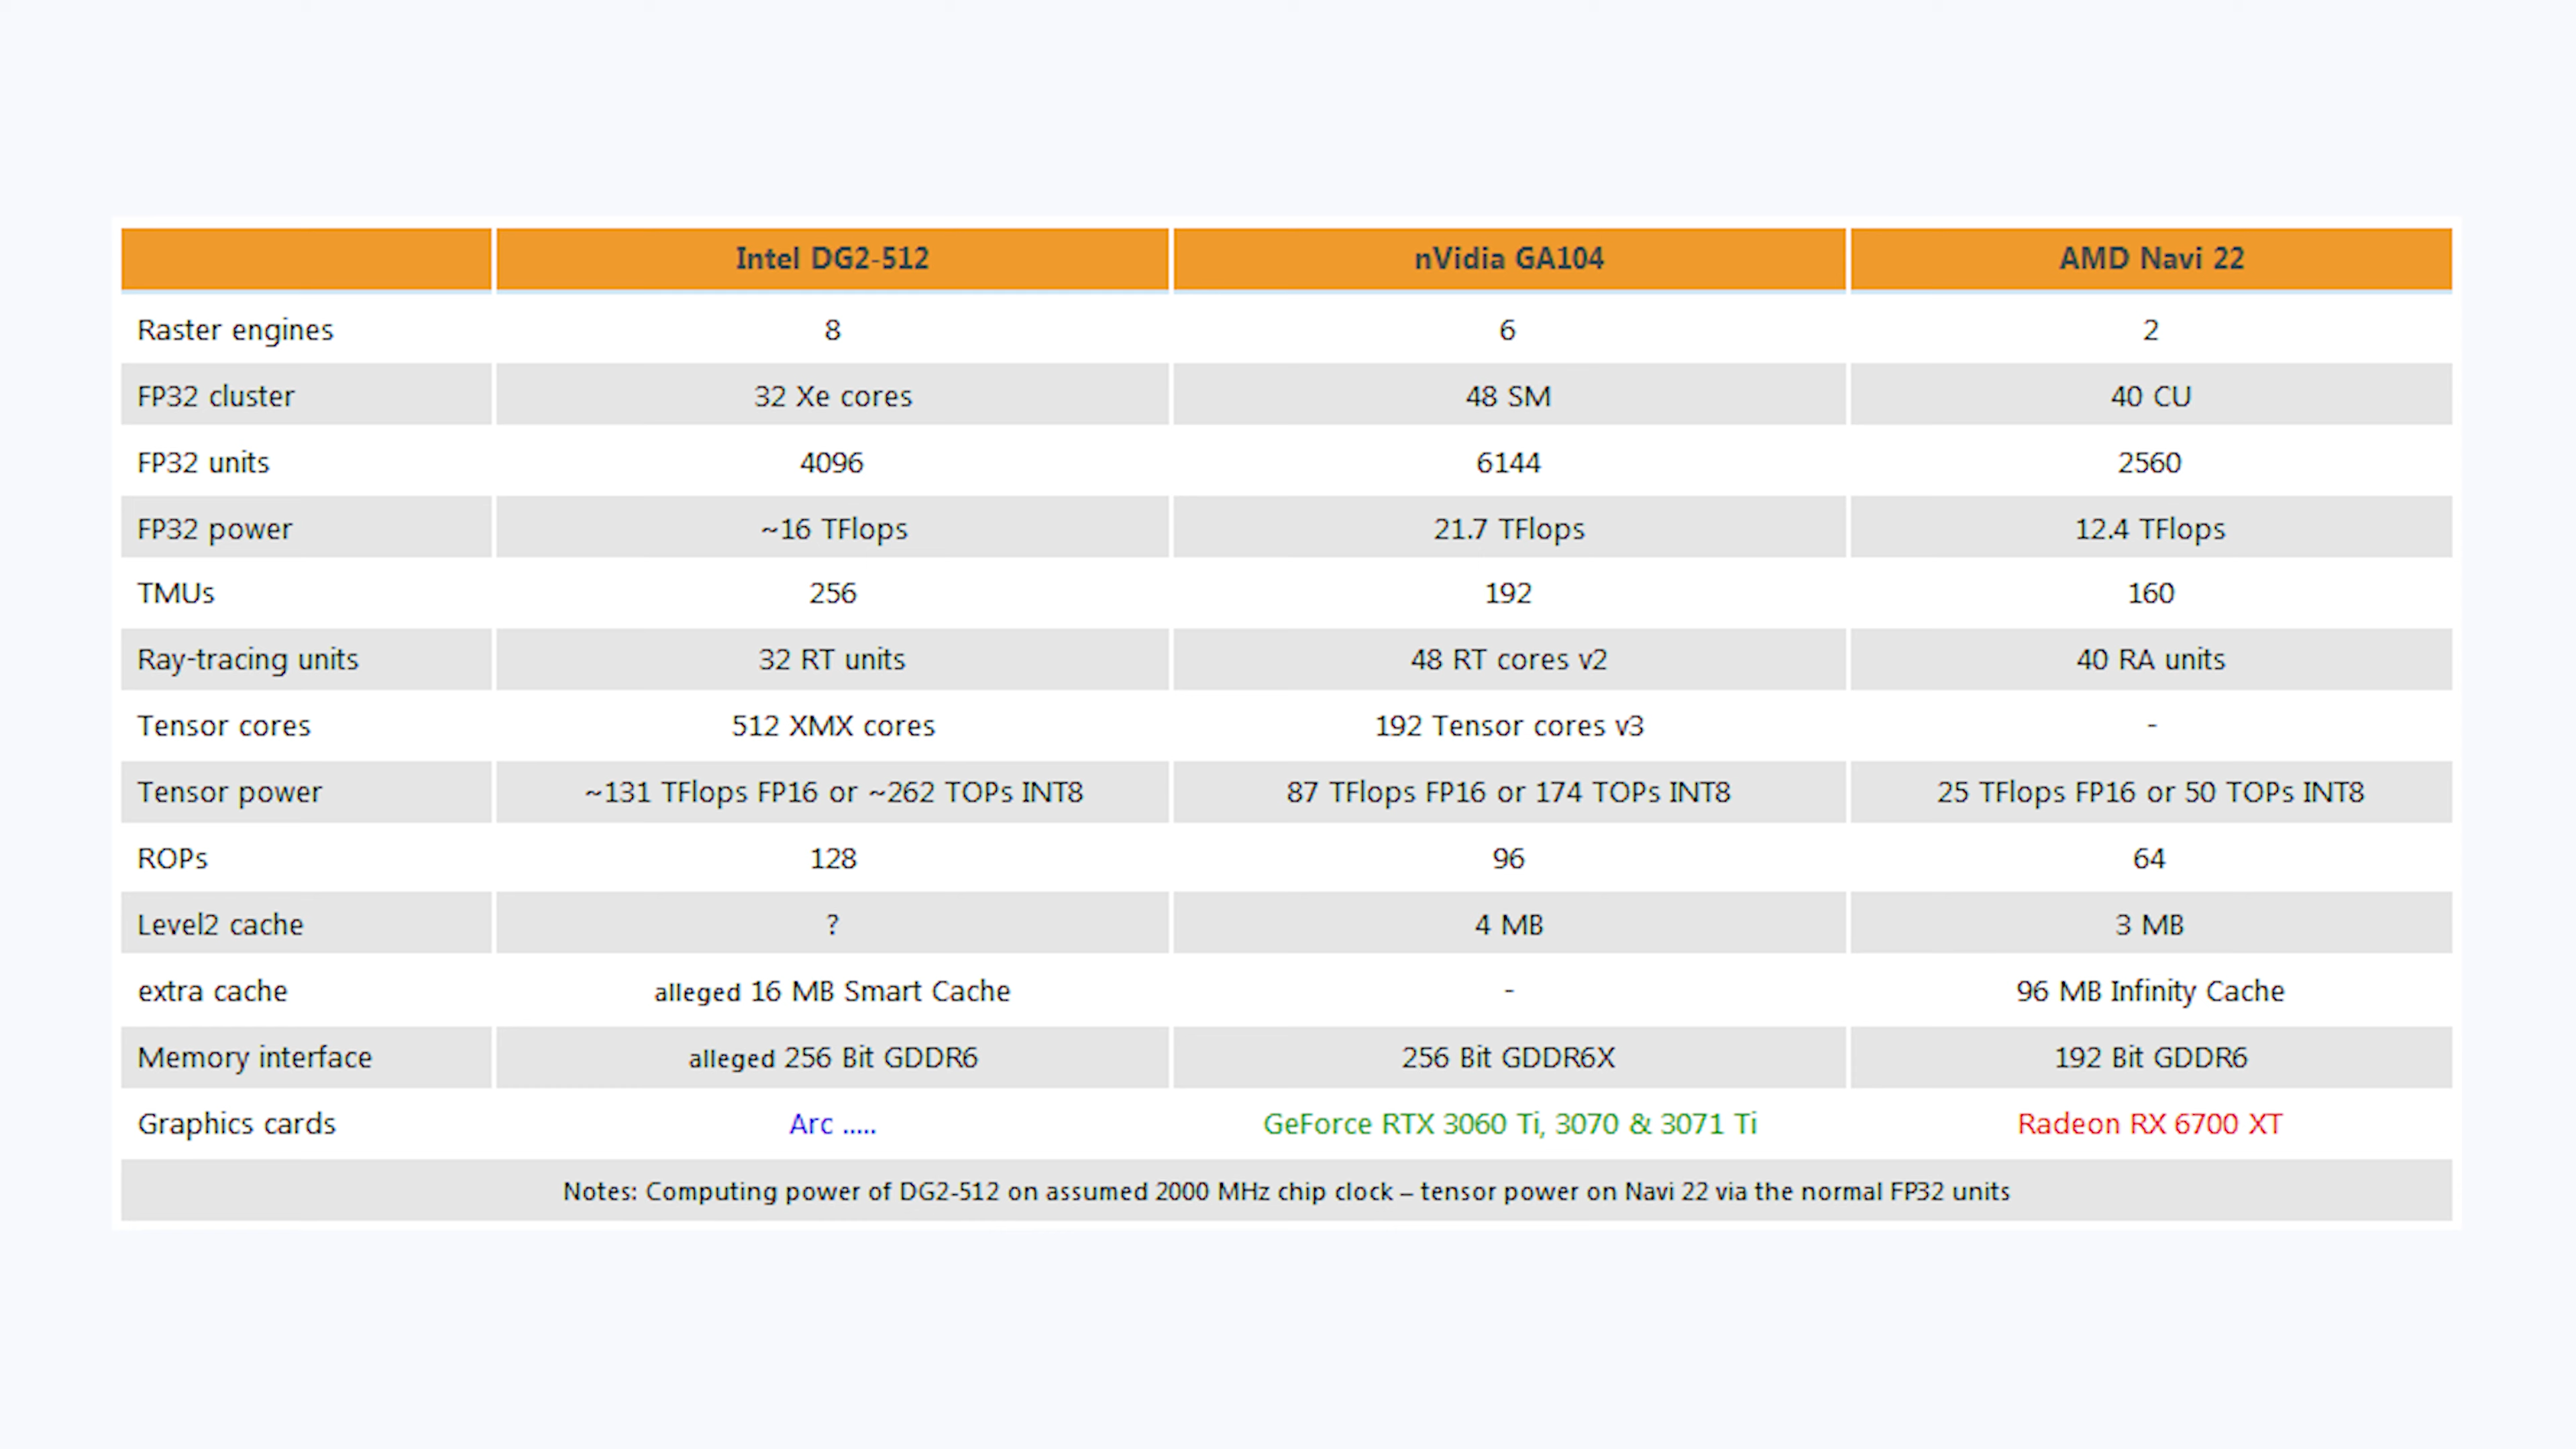 Intel DG2-512 nVidia GA104 AMD Navi 22
Raster engines 8 6 2
FP32 cluster 32 Xe cores 48 SM 40 CU
FP32 units 4096 6144 2560
FP32 power ~16 TFlops 21.7 TFlops 12.4 TFlops
TMUs 256 192 160
Ray-tracing units 32 RT units 48 RT cores v2 40 RA units
Tensor cores 512 XMX cores 192 Tensor cores v3 -
Tensor power ~131 TFlops FP16 or ~262 TOPs INT8 87 TFlops FP16 or 174 TOPs INT8 25 TFlops FP16 or 50 TOPs INT8
ROPs 128 96 64
Level2 cache ? 4 MB 3 MB
extra cache alleged 16 MB Smart Cache - 96 MB Infinity Cache
Memory interface alleged 256 Bit GDDR6 256 Bit GDDR6X 192 Bit GDDR6
Graphics cards Arc ..... GeForce RTX 3060 Ti, 3070 & 3071 Ti Radeon RX 6700 XT
Notes: Computing power of DG2-512 on assumed 2000 MHz chip clock – tensor power on Navi 22 via the normal FP32 units